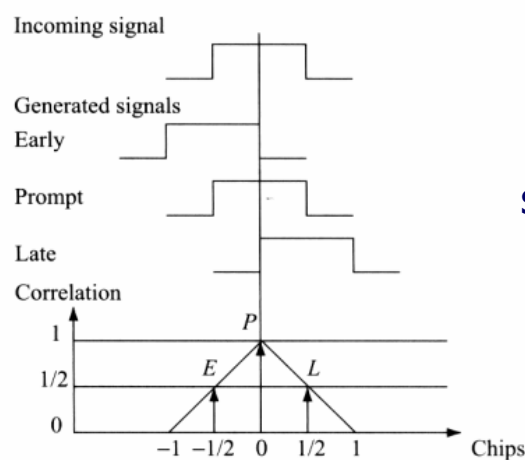 Incoming signal
Generated signals
Early
Prompt
Late
Correlation
P
1
E
L
1/2
0
−1 −1/2 0 1/2 1 Chips